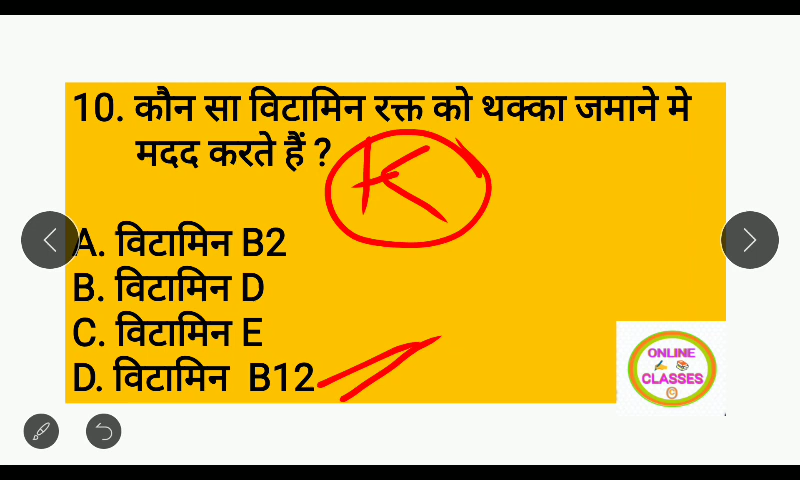 10. कौन सा विटामिन रक्त को थक्का जमाने मे
मदद करते हैं ?
K
A. विटामिन B2
B. विटामिन D
C. विटामिन E
D. विटामिन B12
ONLINE
CLASSES